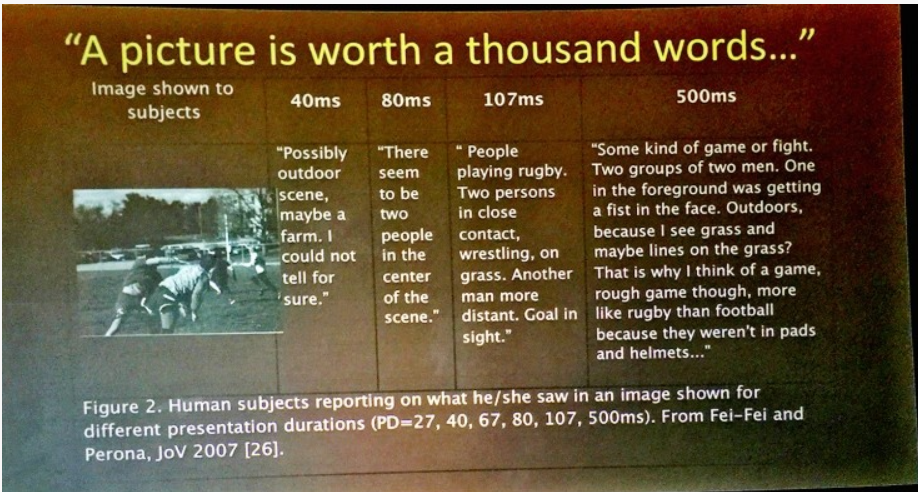 “A picture is worth a thousand words...”
Image shown to
subjects
40ms
80ms
107ms
500ms
“Possibly
outdoor
scene,
maybe a
farm. I
could not
tell for
sure.”
“There
seem
to be
two
people
in the
center
of the
scene.”
“ People
playing rugby.
Two persons
in close
contact,
wrestling, on
grass. Another
man more
distant. Goal in
sight.”
“Some kind of game or fight.
Two groups of two men. One
in the foreground was getting
a fist in the face. Outdoors,
because I see grass and
maybe lines on the grass?
That is why I think of a game,
rough game though, more
like rugby than football
because they weren’t in pads
and helmets...”
Figure 2. Human subjects reporting on what he/she saw in an image shown for
different presentation durations (PD=27, 40, 67, 80, 107, 500ms). From Fei-Fei and
Perona, JoV 2007 [26].